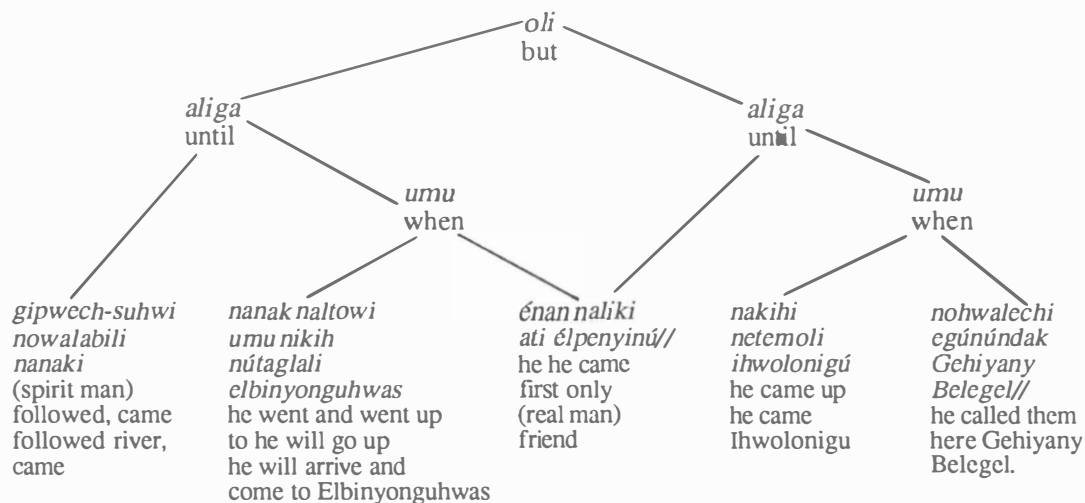 oli
but
aliga
until
aliga
until
umu
when
umu
when
gipwech-suhwi
nowalabili
nanaki
(spirit man)
followed, came
followed river,
came
nanak naltowi
umu nikih
nútaglali
elbinyonguhwas
he went and went up
to he will go up
he will arrive and
come to Elbinyonguhwas
énan naliki
ati élpenyinú//
he he came
first only
(real man)
friend
nakihi
netemoli
ihwolonigú
he came up
he came
Ihwolonigu
nohwalechi
egúnúndak
Gehiyany
Belegel//
he called them
here Gehiyany
Belegel.